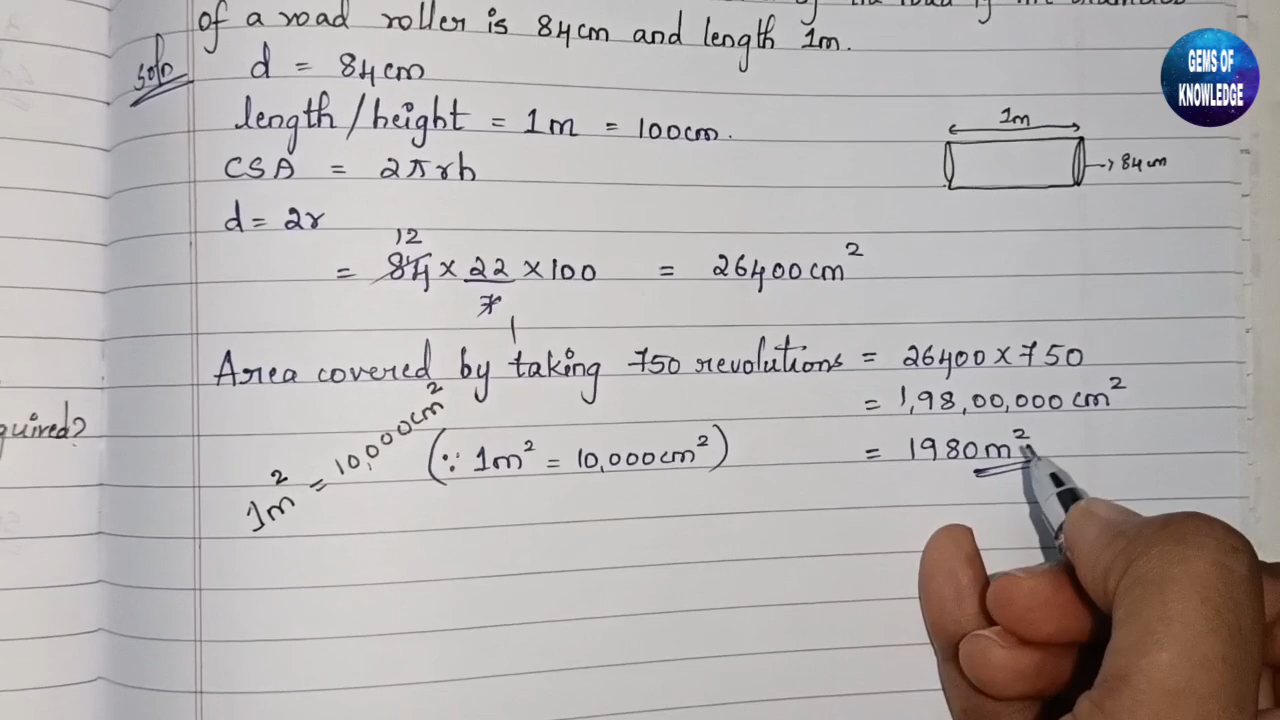 of a road roller is 84cm and length 1m.
GEMS OF
KNOWLEDGE
soln
d = 84cm
length/height = 1m = 100cm.
1m
CSA = 2πrh
84cm
d = 2r
12
= 84 × 22 × 100 = 26400cm²
7
1
Area covered by taking 750 revolutions = 26400 × 750
= 1,98,00,000 cm²
quired?
1m² = 10,000cm²
(∵ 1m² = 10,000cm²)
= 1980m²